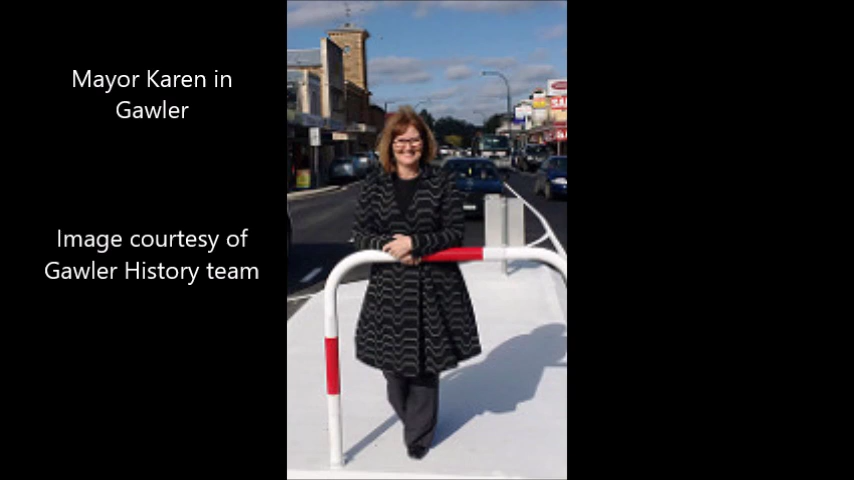 Mayor Karen in
Gawler
Image courtesy of
Gawler History team